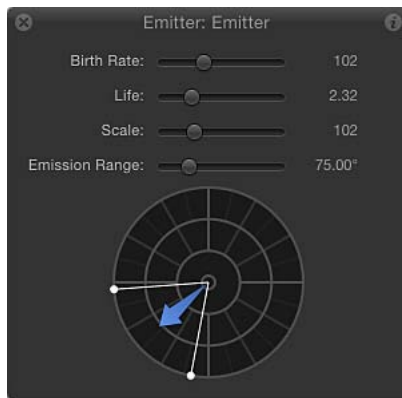 Emitter: Emitter
Birth Rate: 102
Life: 2.32
Scale: 102
Emission Range: 75.00°